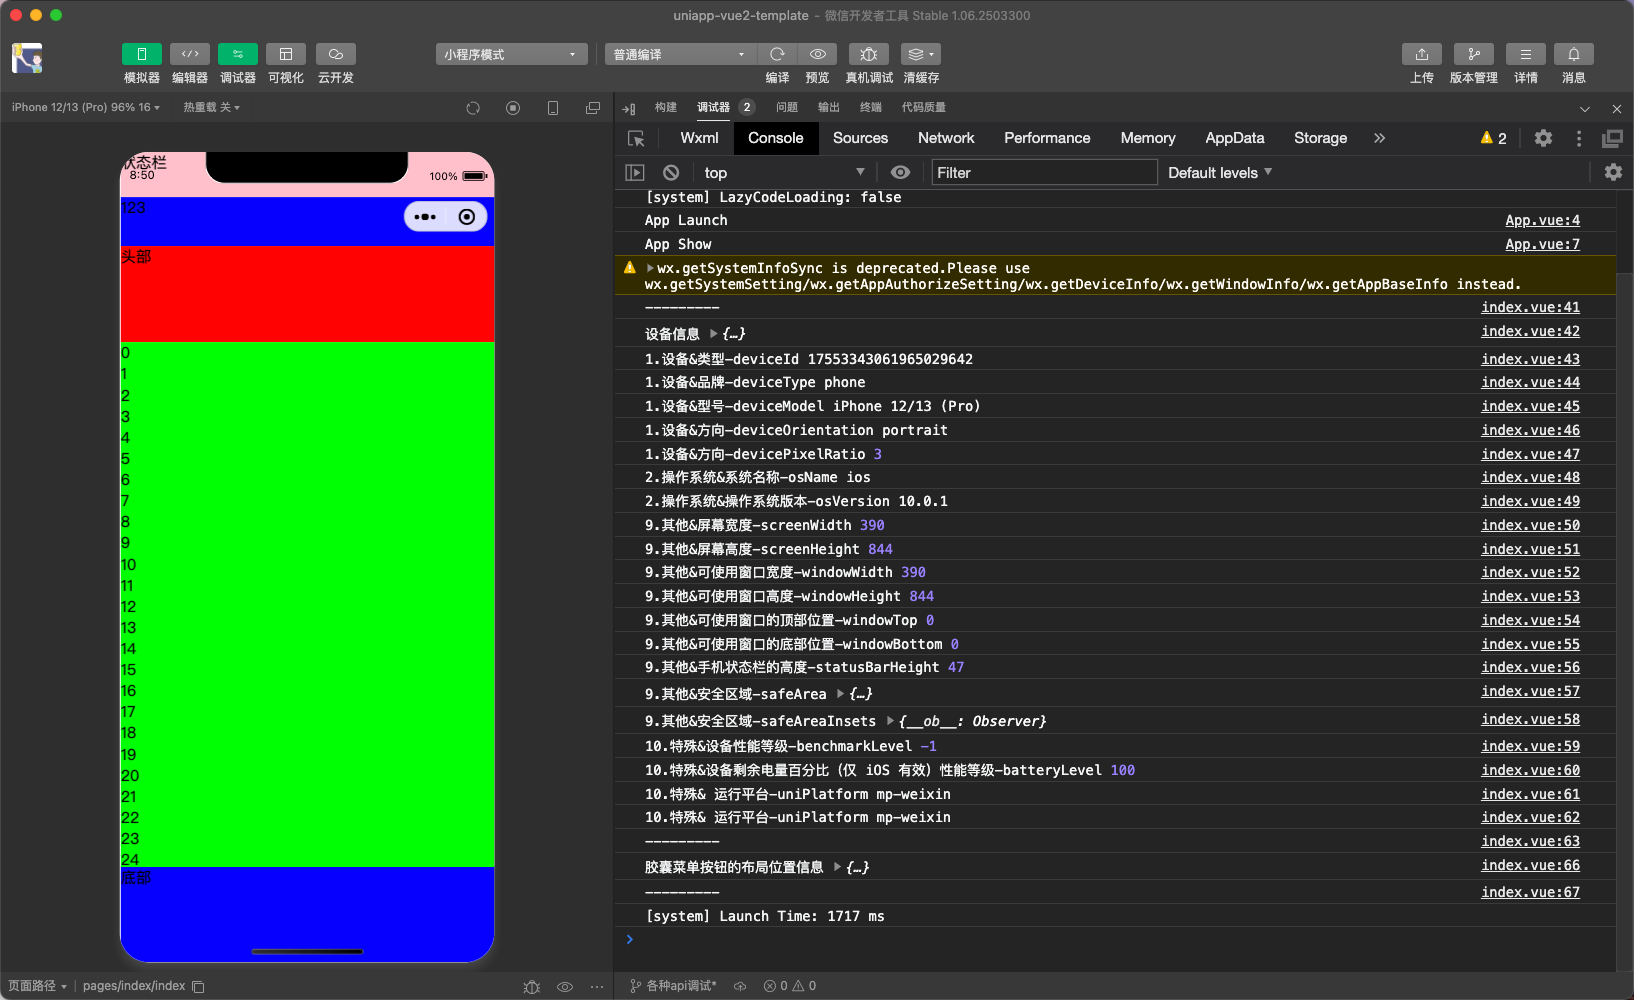 uniapp-vue2-template - 微信开发者工具 Stable 1.06.2503300
模拟器 编辑器 调试器 可视化 云开发
小程序模式 普通编译
编译 预览 真机调试 清缓存
上传 版本管理 详情 消息
iPhone 12/13 (Pro) 96% 16 热重载 关
状态栏
8:50 100%
123
头部
0
1
2
3
4
5
6
7
8
9
10
11
12
13
14
15
16
17
18
19
20
21
22
23
24
底部
页面路径 pages/index/index
构建 调试器 2 问题 输出 终端 代码质量
Wxml Console Sources Network Performance Memory AppData Storage 2
top Filter Default levels
[system] LazyCodeLoading: false
App Launch App.vue:4
App Show App.vue:7
wx.getSystemInfoSync is deprecated.Please use
wx.getSystemSetting/wx.getAppAuthorizeSetting/wx.getDeviceInfo/wx.getWindowInfo/wx.getAppBaseInfo instead.
--------- index.vue:41
设备信息 {…} index.vue:42
1.设备&类型-deviceId 17553343061965029642 index.vue:43
1.设备&品牌-deviceType phone index.vue:44
1.设备&型号-deviceModel iPhone 12/13 (Pro) index.vue:45
1.设备&方向-deviceOrientation portrait index.vue:46
1.设备&方向-devicePixelRatio 3 index.vue:47
2.操作系统&系统名称-osName ios index.vue:48
2.操作系统&操作系统版本-osVersion 10.0.1 index.vue:49
9.其他&屏幕宽度-screenWidth 390 index.vue:50
9.其他&屏幕高度-screenHeight 844 index.vue:51
9.其他&可使用窗口宽度-windowWidth 390 index.vue:52
9.其他&可使用窗口高度-windowHeight 844 index.vue:53
9.其他&可使用窗口的顶部位置-windowTop 0 index.vue:54
9.其他&可使用窗口的底部位置-windowBottom 0 index.vue:55
9.其他&手机状态栏的高度-statusBarHeight 47 index.vue:56
9.其他&安全区域-safeArea {…} index.vue:57
9.其他&安全区域-safeAreaInsets {__ob__: Observer} index.vue:58
10.特殊&设备性能等级-benchmarkLevel -1 index.vue:59
10.特殊&设备剩余电量百分比（仅 iOS 有效）性能等级-batteryLevel 100 index.vue:60
10.特殊& 运行平台-uniPlatform mp-weixin index.vue:61
10.特殊& 运行平台-uniPlatform mp-weixin index.vue:62
--------- index.vue:63
胶囊菜单按钮的布局位置信息 {…} index.vue:66
--------- index.vue:67
[system] Launch Time: 1717 ms
各种api调试* 0 0